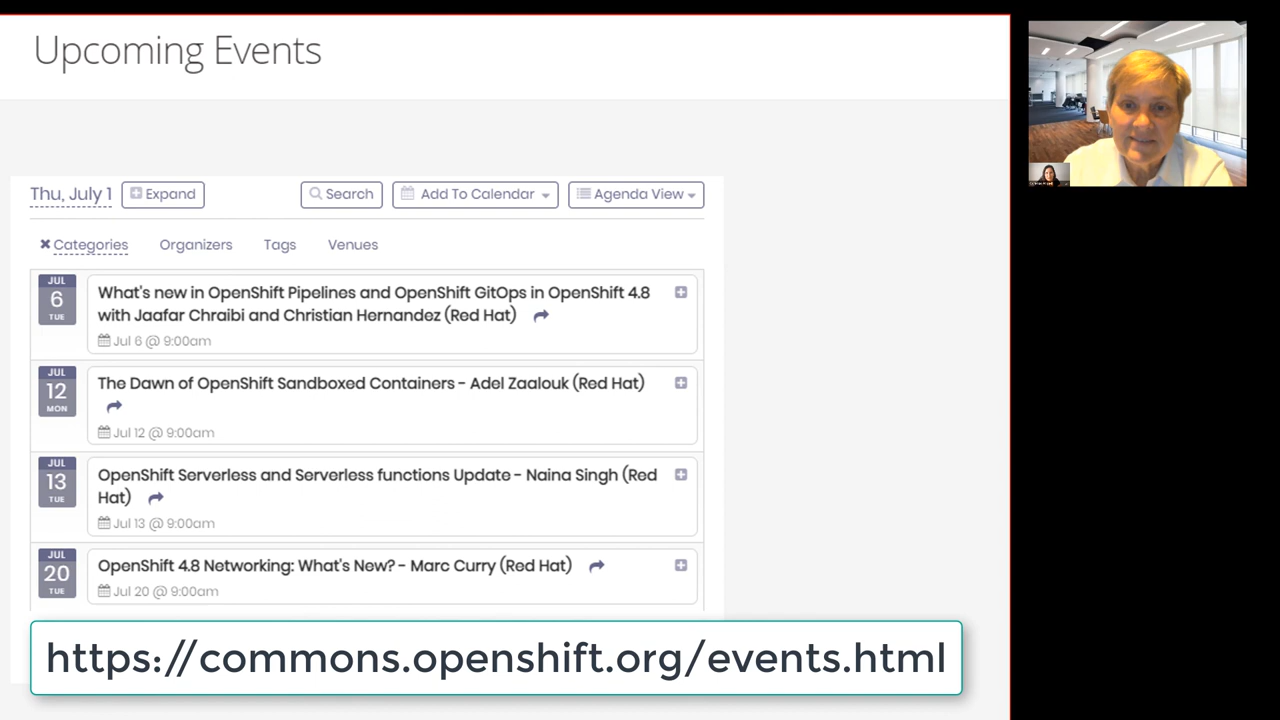 Upcoming Events
Thu, July 1
Expand
Search
Add To Calendar
Agenda View
Categories
Organizers
Tags
Venues
JUL
6
TUE
What's new in OpenShift Pipelines and OpenShift GitOps in OpenShift 4.8
with Jaafar Chraibi and Christian Hernandez (Red Hat)
Jul 6 @ 9:00am
JUL
12
MON
The Dawn of OpenShift Sandboxed Containers - Adel Zaalouk (Red Hat)
Jul 12 @ 9:00am
JUL
13
TUE
OpenShift Serverless and Serverless functions Update - Naina Singh (Red
Hat)
Jul 13 @ 9:00am
JUL
20
TUE
OpenShift 4.8 Networking: What's New? - Marc Curry (Red Hat)
Jul 20 @ 9:00am
https://commons.openshift.org/events.html